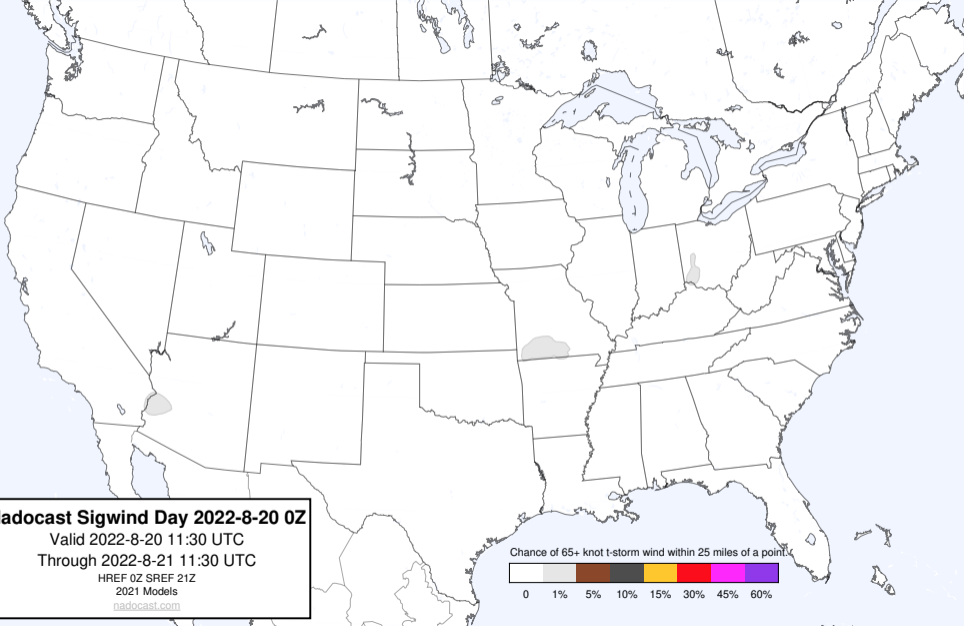 adocast Sigwind Day 2022-8-20 0Z
Valid 2022-8-20 11:30 UTC
Through 2022-8-21 11:30 UTC
HREF 0Z SREF 21Z
2021 Models
nadocast.com
Chance of 65+ knot t-storm wind within 25 miles of a point.
0 1% 5% 10% 15% 30% 45% 60%